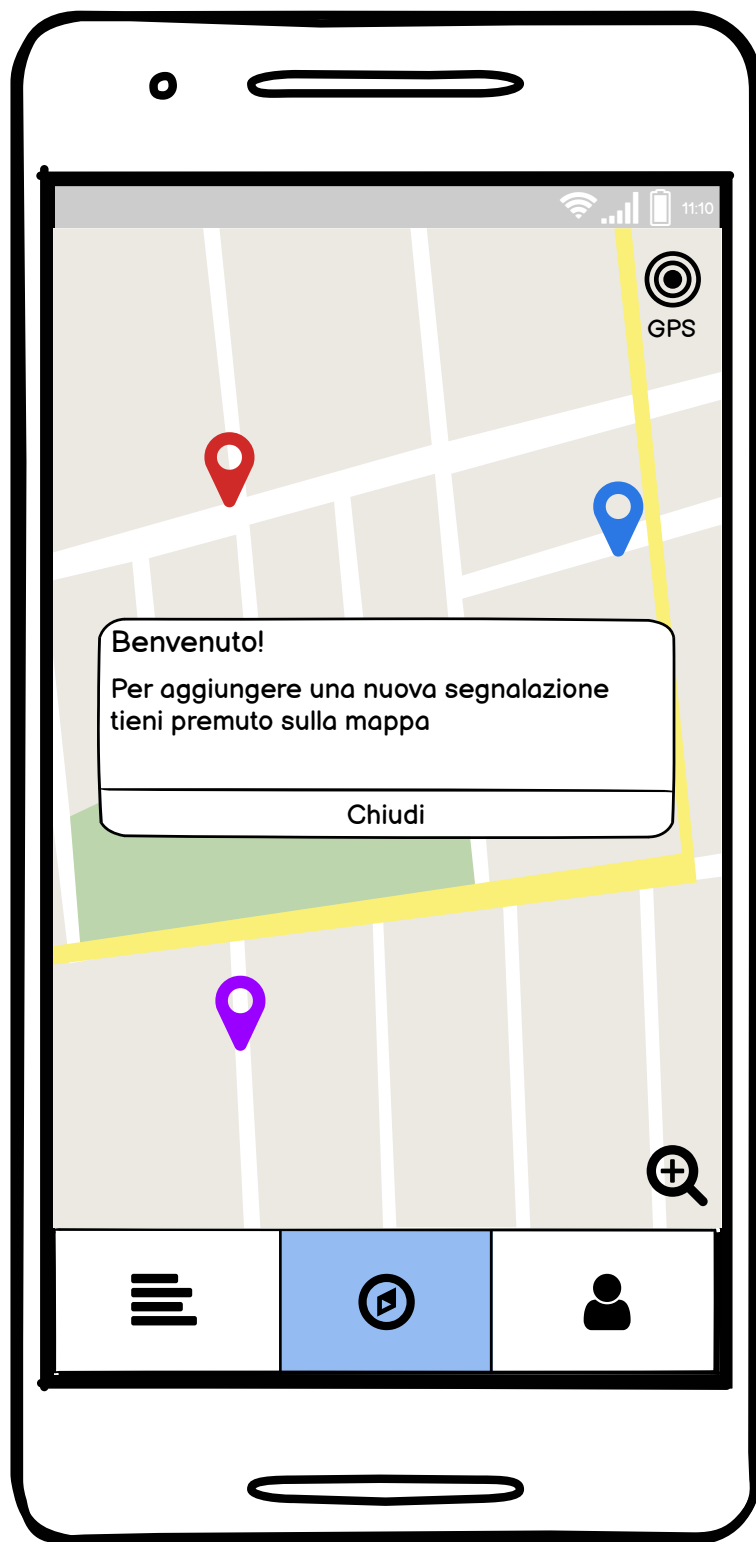 11:10
GPS
Benvenuto!
Per aggiungere una nuova segnalazione
tieni premuto sulla mappa
Chiudi